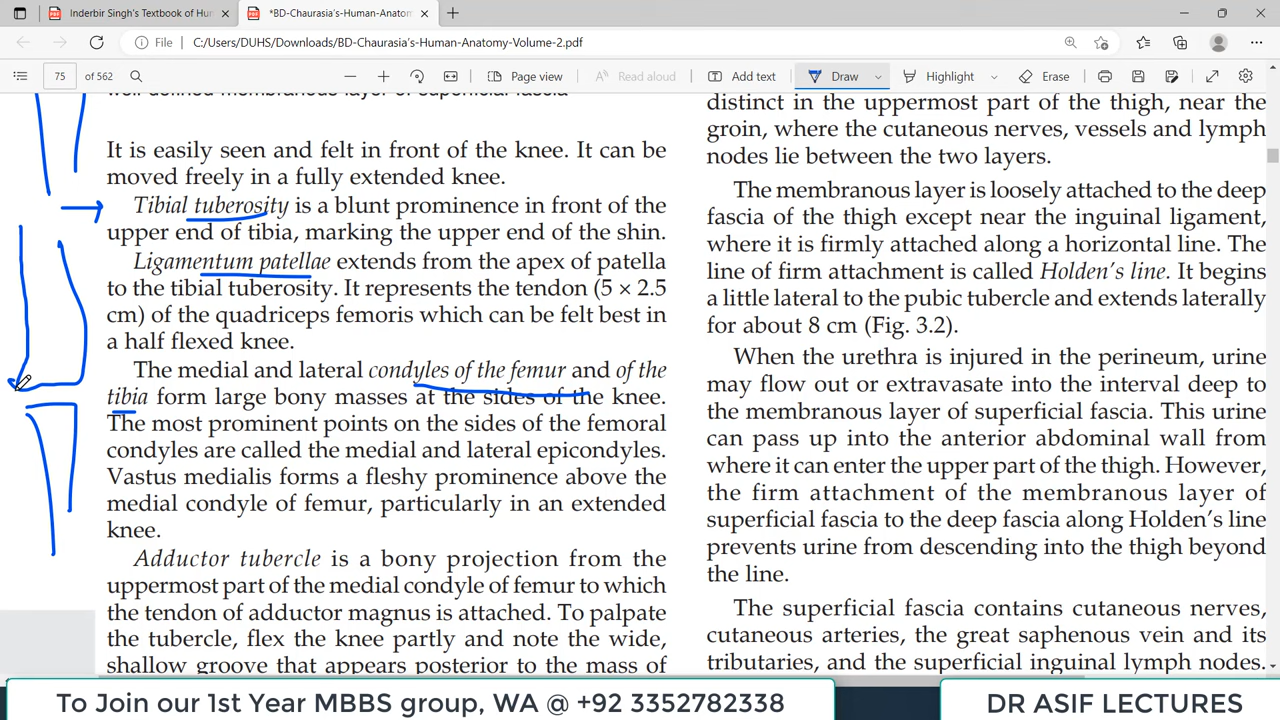 Inderbir Singh's Textbook of Hum
*BD-Chaurasia's-Human-Anatom
File
C:/Users/DUHS/Downloads/BD-Chaurasia's-Human-Anatomy-Volume-2.pdf
75 of 562
Page view
Read aloud
Add text
Draw
Highlight
Erase
well defined membranous layer of superficial fascia
It is easily seen and felt in front of the knee. It can be
moved freely in a fully extended knee.
Tibial tuberosity is a blunt prominence in front of the
upper end of tibia, marking the upper end of the shin.
Ligamentum patellae extends from the apex of patella
to the tibial tuberosity. It represents the tendon (5 × 2.5
cm) of the quadriceps femoris which can be felt best in
a half flexed knee.
The medial and lateral condyles of the femur and of the
tibia form large bony masses at the sides of the knee.
The most prominent points on the sides of the femoral
condyles are called the medial and lateral epicondyles.
Vastus medialis forms a fleshy prominence above the
medial condyle of femur, particularly in an extended
knee.
Adductor tubercle is a bony projection from the
uppermost part of the medial condyle of femur to which
the tendon of adductor magnus is attached. To palpate
the tubercle, flex the knee partly and note the wide,
shallow groove that appears posterior to the mass of
distinct in the uppermost part of the thigh, near the
groin, where the cutaneous nerves, vessels and lymph
nodes lie between the two layers.
The membranous layer is loosely attached to the deep
fascia of the thigh except near the inguinal ligament,
where it is firmly attached along a horizontal line. The
line of firm attachment is called Holden's line. It begins
a little lateral to the pubic tubercle and extends laterally
for about 8 cm (Fig. 3.2).
When the urethra is injured in the perineum, urine
may flow out or extravasate into the interval deep to
the membranous layer of superficial fascia. This urine
can pass up into the anterior abdominal wall from
where it can enter the upper part of the thigh. However,
the firm attachment of the membranous layer of
superficial fascia to the deep fascia along Holden's line
prevents urine from descending into the thigh beyond
the line.
The superficial fascia contains cutaneous nerves,
cutaneous arteries, the great saphenous vein and its
tributaries, and the superficial inguinal lymph nodes.
To Join our 1st Year MBBS group, WA @ +92 3352782338
DR ASIF LECTURES